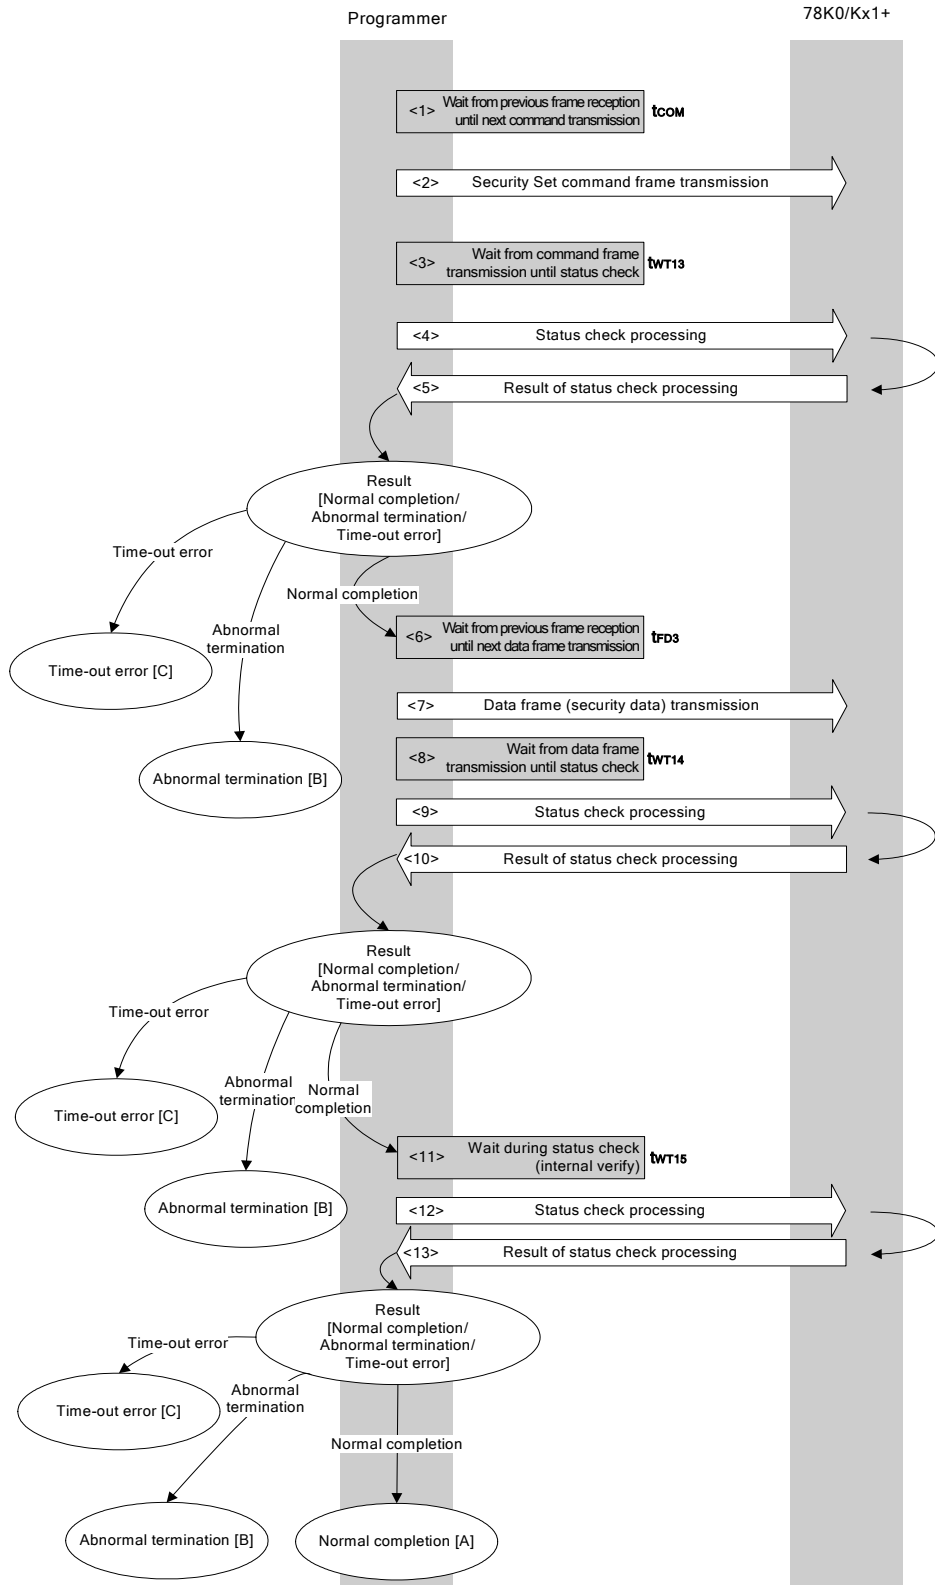 Programmer
78K0/Kx1+
<1> Wait from previous frame reception
until next command transmission
tCOM
<2> Security Set command frame transmission
<3> Wait from command frame
transmission until status check
tWT13
<4> Status check processing
<5> Result of status check processing
Result
[Normal completion/
Abnormal termination/
Time-out error]
Time-out error
Normal completion
Abnormal
termination
<6> Wait from previous frame reception
until next data frame transmission
tFD3
Time-out error [C]
<7> Data frame (security data) transmission
<8> Wait from data frame
transmission until status check
tWT14
Abnormal termination [B]
<9> Status check processing
<10> Result of status check processing
Result
[Normal completion/
Abnormal termination/
Time-out error]
Time-out error
Abnormal
termination
Normal
completion
Time-out error [C]
<11> Wait during status check
(internal verify)
tWT15
Abnormal termination [B]
<12> Status check processing
<13> Result of status check processing
Result
[Normal completion/
Abnormal termination/
Time-out error]
Time-out error
Abnormal
termination
Time-out error [C]
Normal completion
Abnormal termination [B]
Normal completion [A]